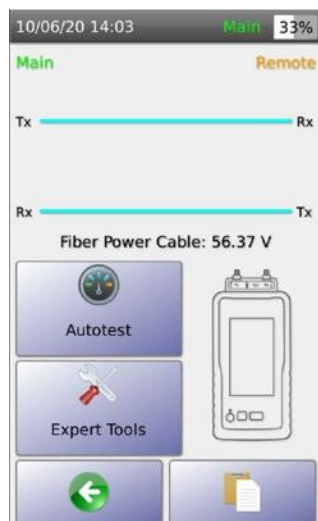 10/06/20 14:03 Main 33%
Main Remote
Tx Rx
Rx Tx
Fiber Power Cable: 56.37 V
Autotest
Expert Tools